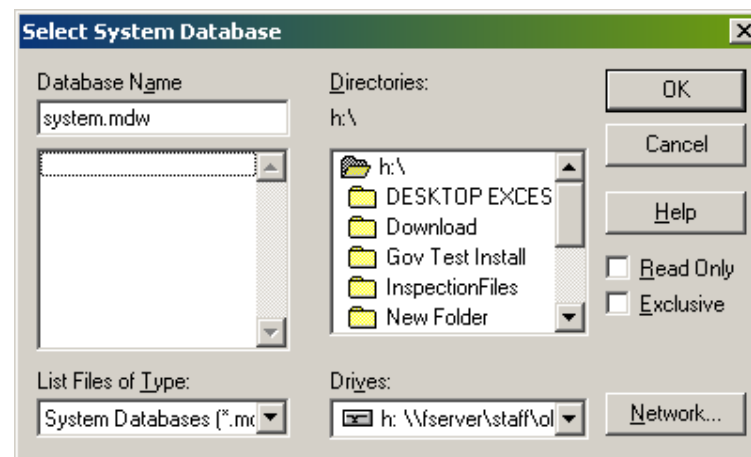 Select System Database
Database Name
system.mdw
Directories:
h:\
h:\
DESKTOP EXCES
Download
Gov Test Install
InspectionFiles
New Folder
OK
Cancel
Help
Read Only
Exclusive
List Files of Type:
System Databases (*.mc
Drives:
h: \\fserver\staff\ol
Network...